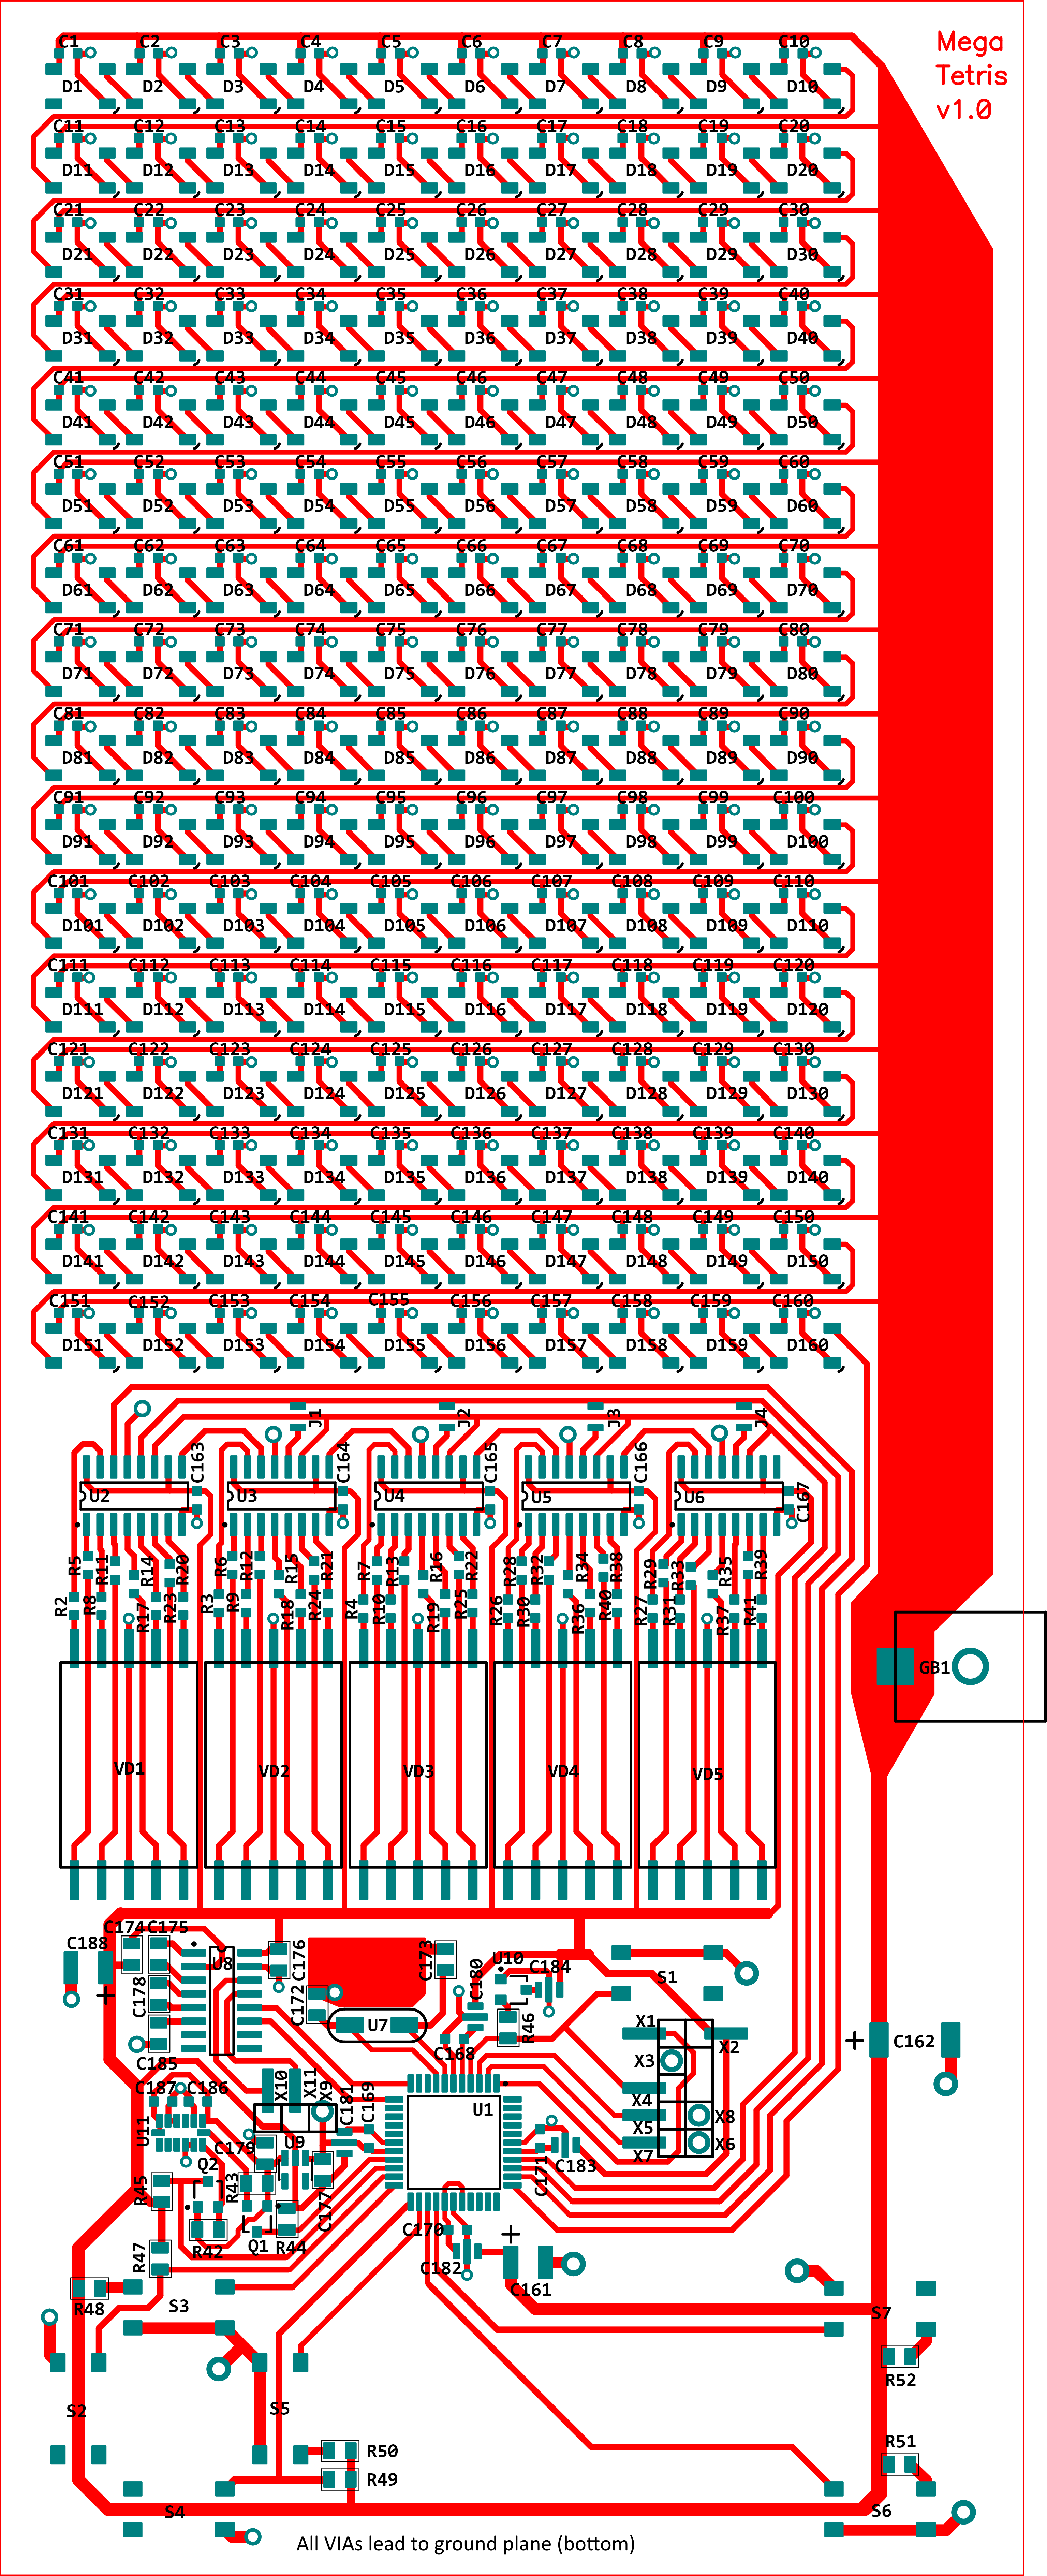 C1 C2 C3 C4 C5 C6 C7 C8 C9 C10
Mega
Tetris
v1.0
D1 D2 D3 D4 D5 D6 D7 D8 D9 D10
C11 C12 C13 C14 C15 C16 C17 C18 C19 C20
D11 D12 D13 D14 D15 D16 D17 D18 D19 D20
C21 C22 C23 C24 C25 C26 C27 C28 C29 C30
D21 D22 D23 D24 D25 D26 D27 D28 D29 D30
C31 C32 C33 C34 C35 C36 C37 C38 C39 C40
D31 D32 D33 D34 D35 D36 D37 D38 D39 D40
C41 C42 C43 C44 C45 C46 C47 C48 C49 C50
D41 D42 D43 D44 D45 D46 D47 D48 D49 D50
C51 C52 C53 C54 C55 C56 C57 C58 C59 C60
D51 D52 D53 D54 D55 D56 D57 D58 D59 D60
C61 C62 C63 C64 C65 C66 C67 C68 C69 C70
D61 D62 D63 D64 D65 D66 D67 D68 D69 D70
C71 C72 C73 C74 C75 C76 C77 C78 C79 C80
D71 D72 D73 D74 D75 D76 D77 D78 D79 D80
C81 C82 C83 C84 C85 C86 C87 C88 C89 C90
D81 D82 D83 D84 D85 D86 D87 D88 D89 D90
C91 C92 C93 C94 C95 C96 C97 C98 C99 C100
D91 D92 D93 D94 D95 D96 D97 D98 D99 D100
C101 C102 C103 C104 C105 C106 C107 C108 C109 C110
D101 D102 D103 D104 D105 D106 D107 D108 D109 D110
C111 C112 C113 C114 C115 C116 C117 C118 C119 C120
D111 D112 D113 D114 D115 D116 D117 D118 D119 D120
C121 C122 C123 C124 C125 C126 C127 C128 C129 C130
D121 D122 D123 D124 D125 D126 D127 D128 D129 D130
C131 C132 C133 C134 C135 C136 C137 C138 C139 C140
D131 D132 D133 D134 D135 D136 D137 D138 D139 D140
C141 C142 C143 C144 C145 C146 C147 C148 C149 C150
D141 D142 D143 D144 D145 D146 D147 D148 D149 D150
C151 C152 C153 C154 C155 C156 C157 C158 C159 C160
D151 D152 D153 D154 D155 D156 D157 D158 D159 D160
J1 J2 J3 J4
C163 C164 C165 C166 C167
U2 U3 U4 U5 U6
R5 R11 R14 R20 R6 R12 R15 R21 R7 R13 R16 R22 R28 R32 R34 R38 R29 R33 R35 R39
R2 R8 R17 R23 R3 R9 R18 R24 R4 R10 R19 R25 R26 R30 R36 R40 R27 R31 R37 R41
GB1
VD1 VD2 VD3 VD4 VD5
C174 C175
C188 U8 C176 C173 U10 C184 S1
C178 C172 C180
U7 R46 X1 X2
C185 C168 X3 + C162
C187 C186 X10 X11 X9 C181 C169 U1 X4
U11 X5 X8
C179 U9 X7 X6
Q2 C171 C183
R45 R43 C177
R42 Q1 R44 C170 +
R47 C182 C161
R48 S3 S7
R52
S2 S5
R50 R51
R49
S4 S6
All VIAs lead to ground plane (bottom)